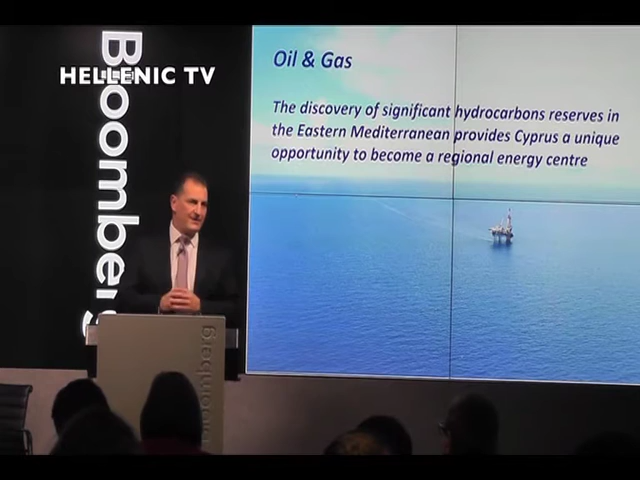 HELLENIC TV
Bloomberg
Oil & Gas
The discovery of significant hydrocarbons reserves in
the Eastern Mediterranean provides Cyprus a unique
opportunity to become a regional energy centre
Bloomberg